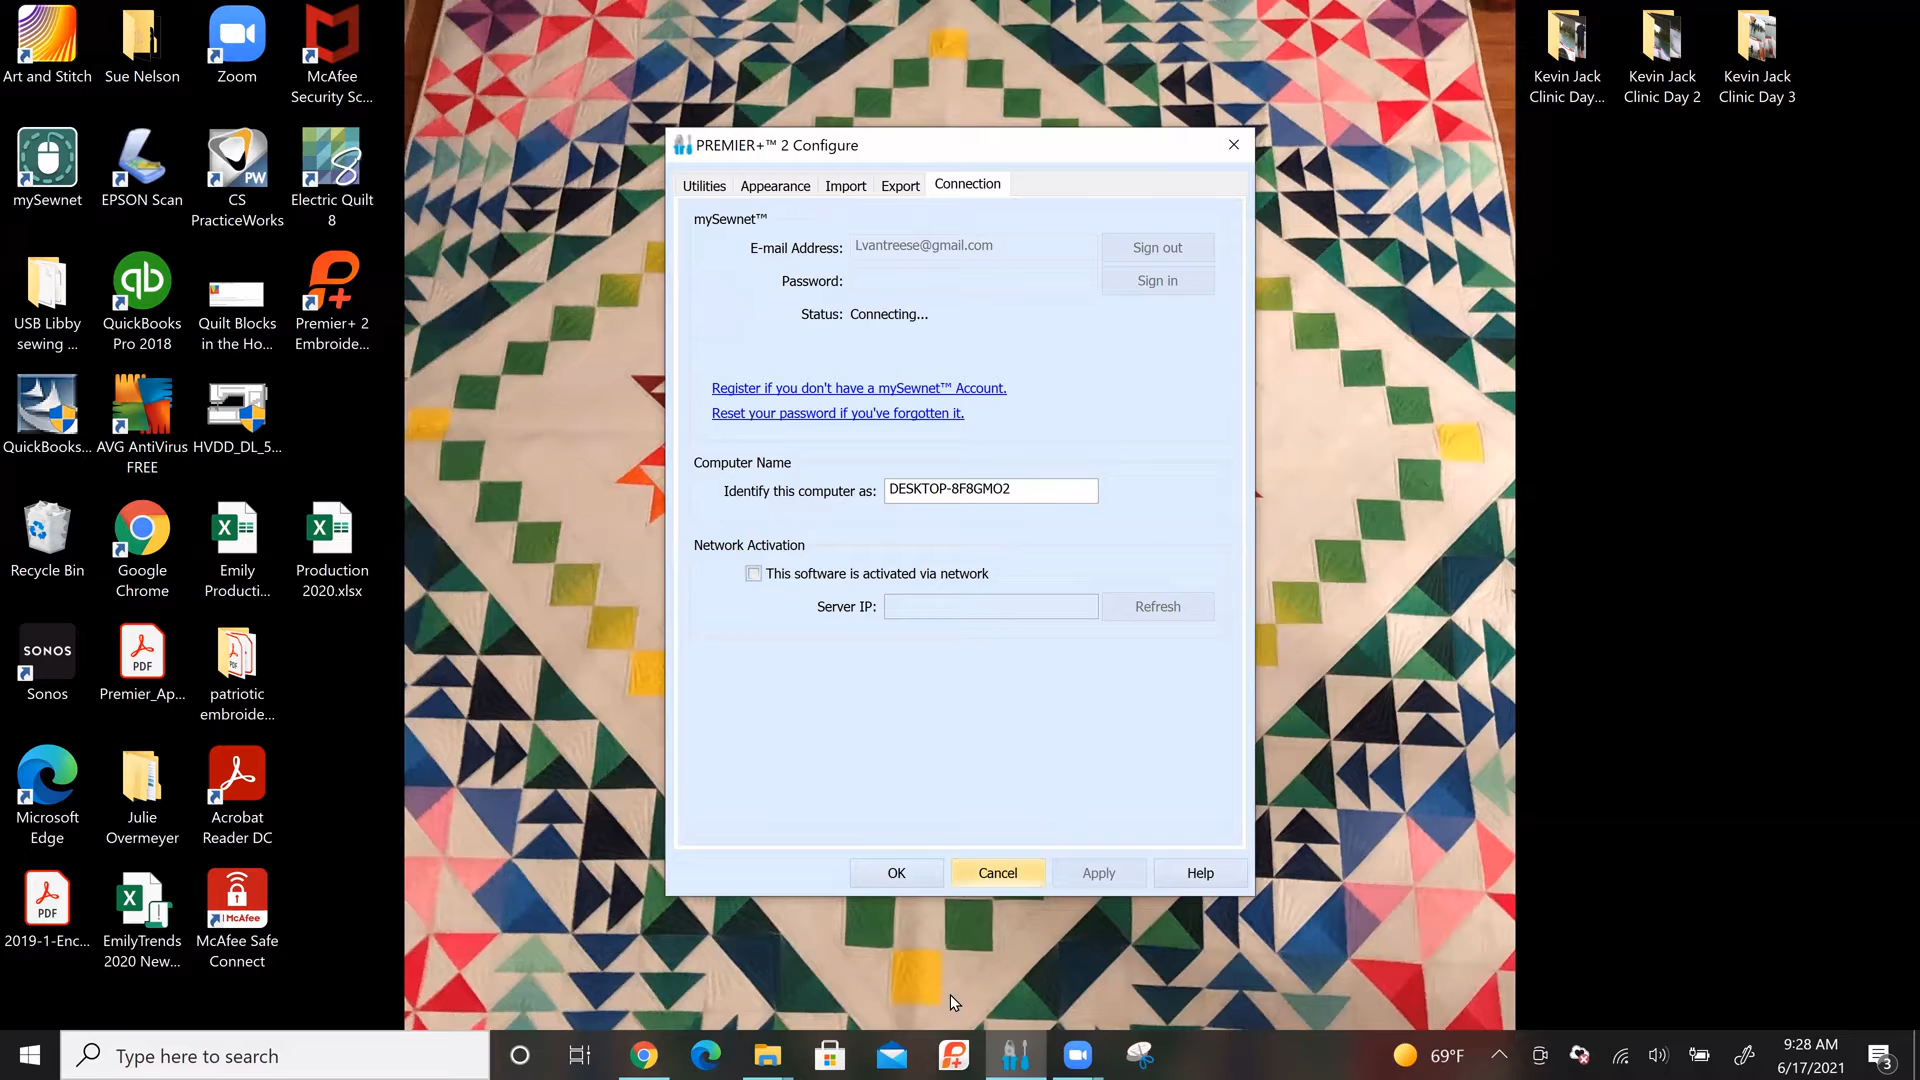 Art and Stitch
Sue Nelson
Zoom
McAfee
Security Sc...
mySewnet
EPSON Scan
CS
PracticeWorks
Electric Quilt
8
USB Libby
sewing ...
QuickBooks
Pro 2018
Quilt Blocks
in the Ho...
Premier+ 2
Embroide...
QuickBooks...
AVG AntiVirus
FREE
HVDD_DL_5...
Recycle Bin
Google
Chrome
Emily
Producti...
Production
2020.xlsx
SONOS
Sonos
PDF
Premier_Ap...
PDF
patriotic
embroide...
Microsoft
Edge
Julie
Overmeyer
Acrobat
Reader DC
PDF
2019-1-Enc...
EmilyTrends
2020 New...
McAfee
McAfee Safe
Connect
Kevin Jack
Clinic Day...
Kevin Jack
Clinic Day 2
Kevin Jack
Clinic Day 3
PREMIER+™ 2 Configure
Utilities Appearance Import Export Connection
mySewnet™
E-mail Address: Lvantreese@gmail.com Sign out
Password: Sign in
Status: Connecting...
Register if you don't have a mySewnet™ Account.
Reset your password if you've forgotten it.
Computer Name
Identify this computer as: DESKTOP-8F8GMO2
Network Activation
This software is activated via network
Server IP: Refresh
OK Cancel Apply Help
Type here to search
69°F
9:28 AM
6/17/2021
3